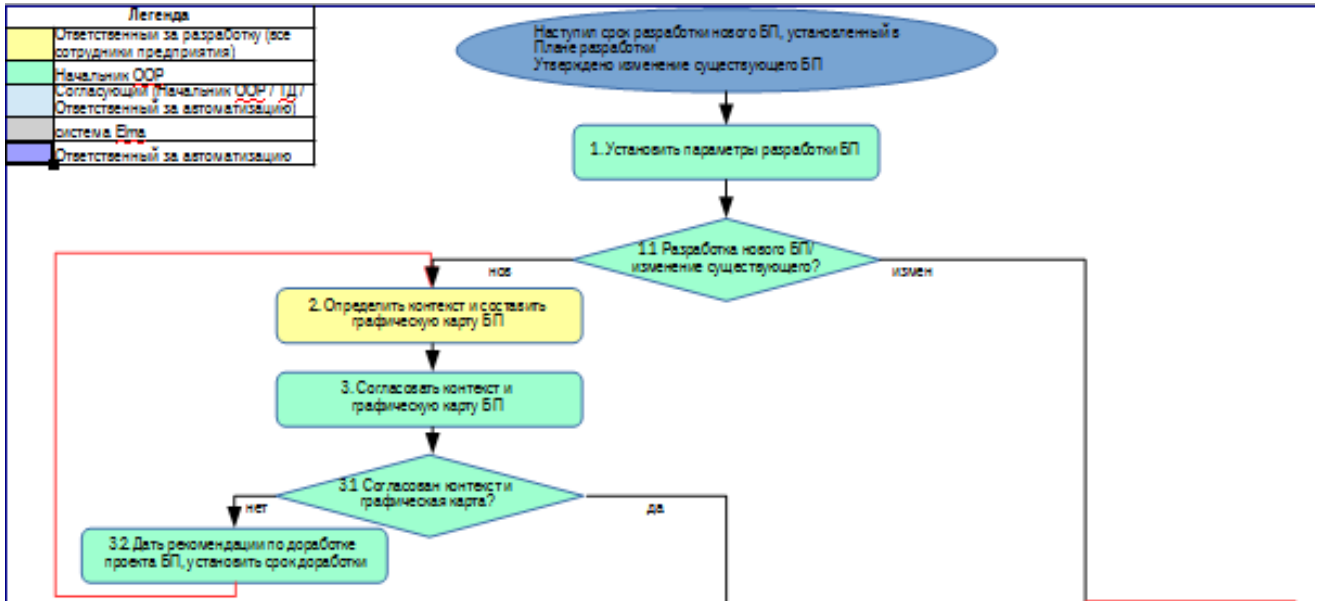 Легенда
Ответственный за разработку (все
сотрудники предприятия)
Начальник ООР
Согласующий (Начальник ООР / ТД /
Ответственный за автоматизацию)
система Elma
Ответственный за автоматизацию
Наступил срок разработки нового БП, установленный в
Плане разработки
Утверждено изменение существующего БП
1. Установить параметры разработки БП
1.1 Разработка нового БП/
изменение существующего?
нов
измен
2. Определить контекст и составить
графическую карту БП
3. Согласовать контекст и
графическую карту БП
3.1 Согласован контекст и
графическая карта?
нет
да
3.2 Дать рекомендации по доработке
проекта БП, установить срок доработки